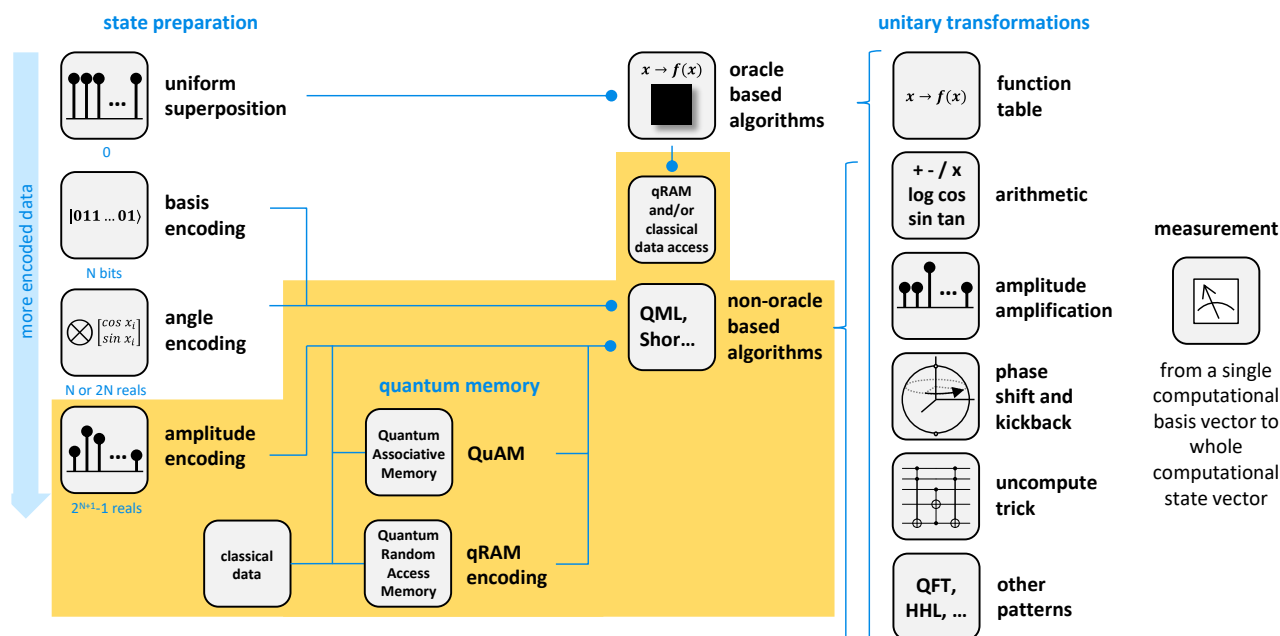 state preparation
unitary transformations
more encoded data
...
uniform
superposition
0
|011 … 01⟩
basis
encoding
N bits
⊗ [cos xᵢ
sin xᵢ]
angle
encoding
N or 2N reals
...
amplitude
encoding
2ᴺ⁺¹-1 reals
classical
data
quantum memory
Quantum
Associative
Memory
QuAM
Quantum
Random
Access
Memory
qRAM
encoding
x → f(x)
oracle
based
algorithms
qRAM
and/or
classical
data access
QML,
Shor…
non-oracle
based
algorithms
x → f(x)
function
table
+ - / x
log cos
sin tan
arithmetic
...
amplitude
amplification
phase
shift and
kickback
uncompute
trick
QFT,
HHL, …
other
patterns
measurement
from a single
computational
basis vector to
whole
computational
state vector